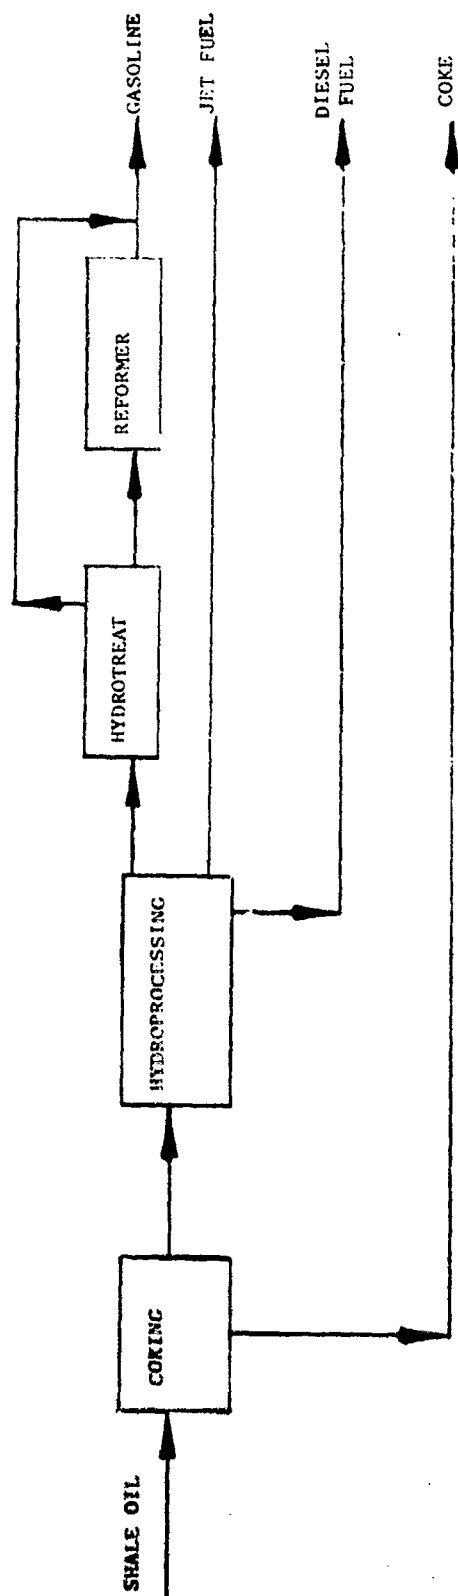 SHALE OIL
COKING
HYDROPROCESSING
HYDROTREAT
REFORMER
GASOLINE
JET FUEL
DIESEL
FUEL
COKE